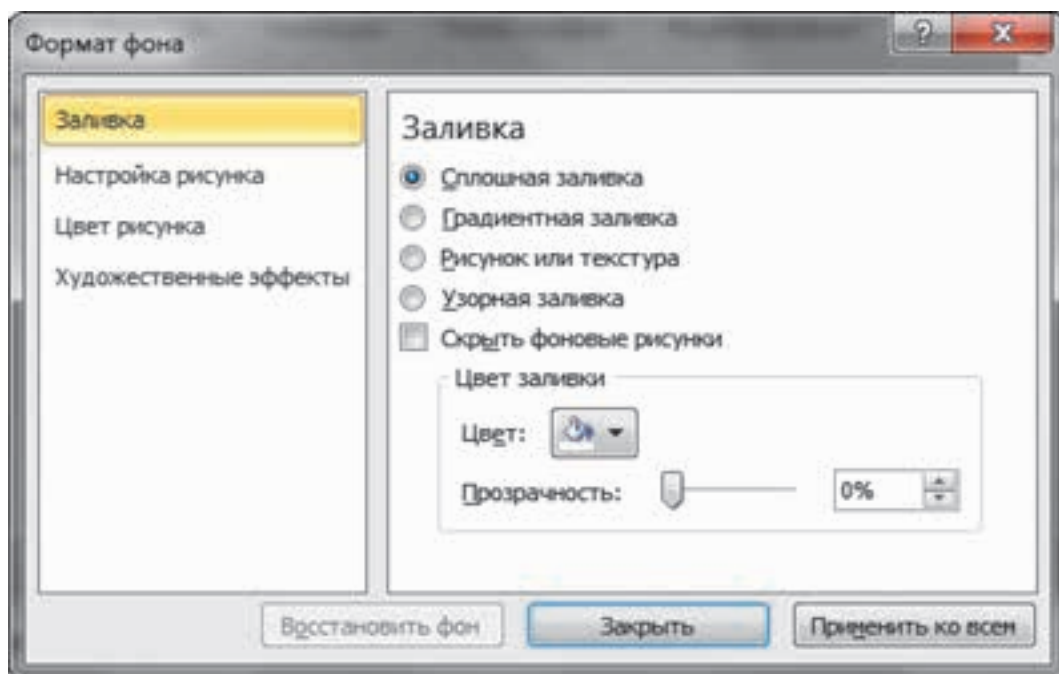 Формат фона
Заливка
Настройка рисунка
Цвет рисунка
Художественные эффекты
Заливка
Сплошная заливка
Градиентная заливка
Рисунок или текстура
Узорная заливка
Скрыть фоновые рисунки
Цвет заливки
Цвет:
Прозрачность: 0%
Восстановить фон Закрыть Применить ко всем